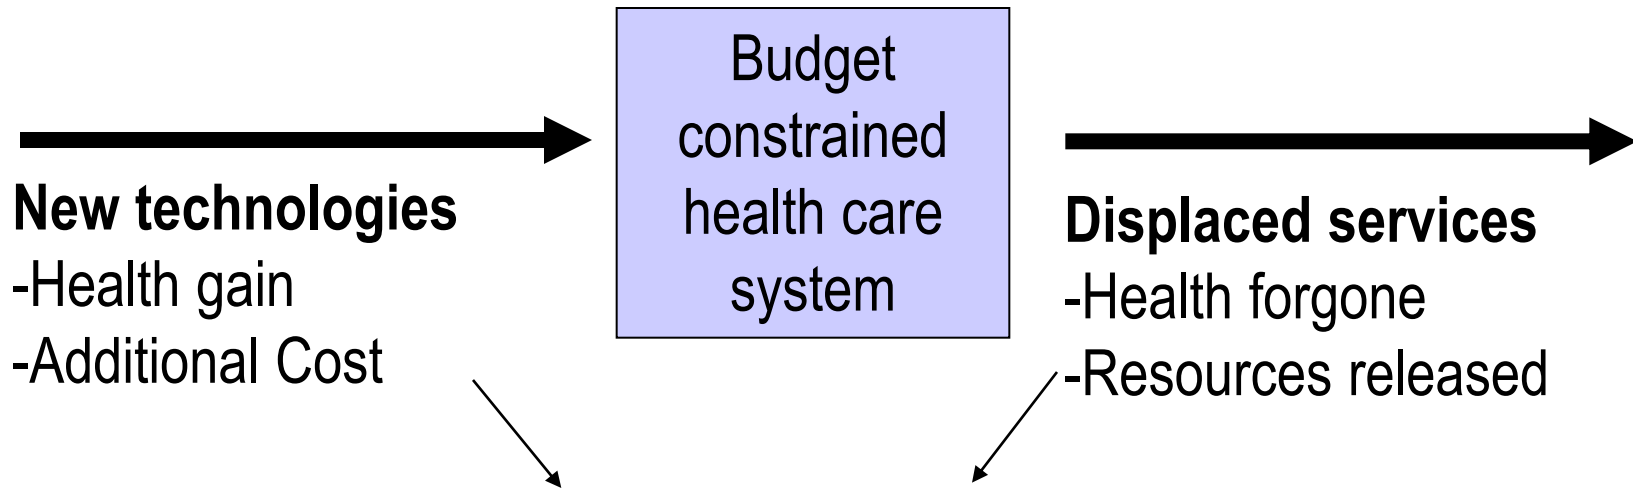 Budget
constrained
health care
system
New technologies
-Health gain
-Additional Cost
Displaced services
-Health forgone
-Resources released